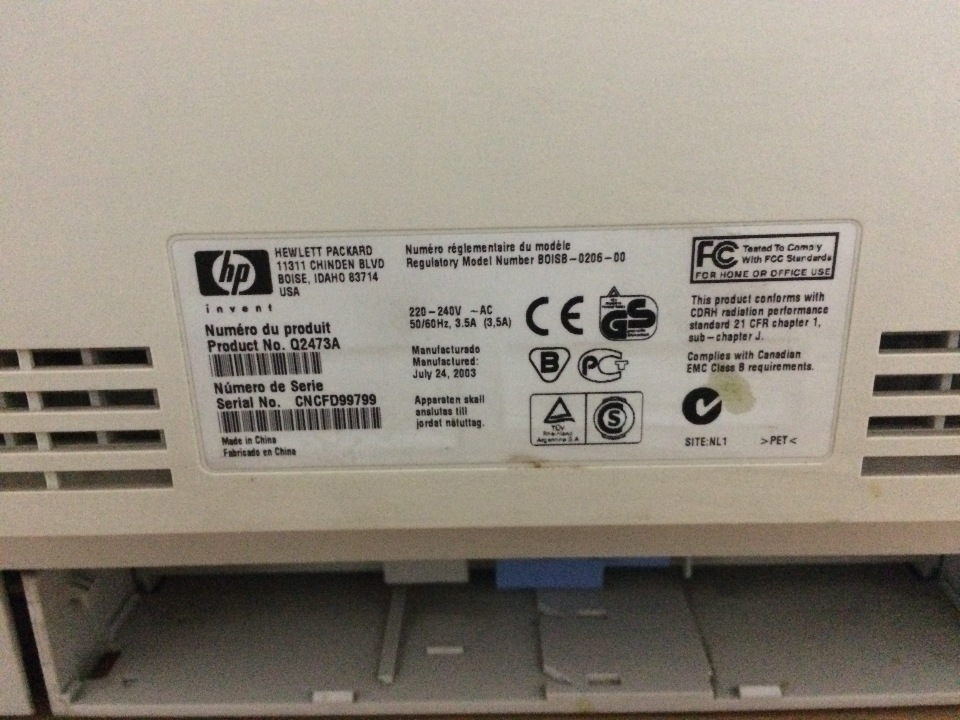 hp
invent
HEWLETT PACKARD
11311 CHINDEN BLVD
BOISE, IDAHO 83714
USA
Numéro réglementaire du modèle
Regulatory Model Number BOISB-0206-00
Numéro du produit
Product No. Q2473A
Número de Serie
Serial No. CNCFD99799
Made in China
Fabricado en China
220-240V ~AC
50/60Hz, 3.5A (3,5A)
Manufacturado
Manufactured:
July 24, 2003
Apparaten skall
anslutas till
jordat nätuttag.
CE
GS
B
PCT
TÜV
Rheinland
Argentina S.A
S
FC Tested To Comply
With FCC Standards
FOR HOME OR OFFICE USE
This product conforms with
CDRH radiation performance
standard 21 CFR chapter 1,
sub-chapter J.
Complies with Canadian
EMC Class B requirements.
SITE:NL1 >PET<